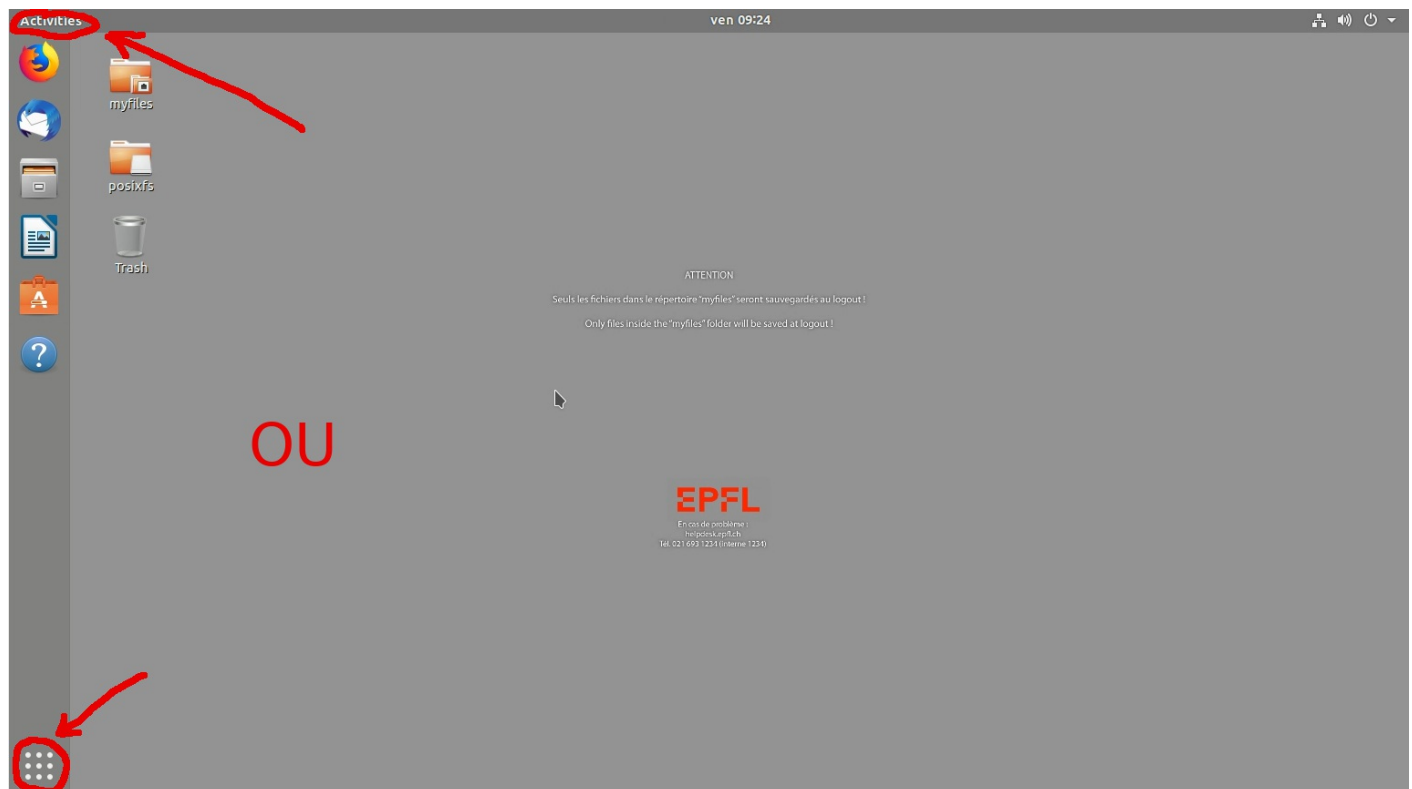 Activities
ven 09:24
myfiles
posixfs
Trash
ATTENTION
Seuls les fichiers dans le répertoire "myfiles" seront sauvegardés au logout !
Only files inside the "myfiles" folder will be saved at logout !
OU
EPFL
En cas de problème :
helpdesk.epfl.ch
Tél. 021 693 1234 (interne 1234)